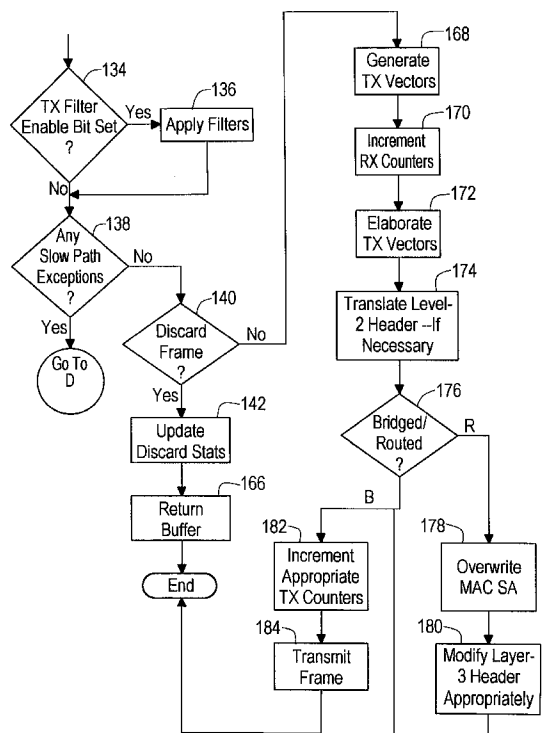 134
TX Filter
Enable Bit Set
?
Yes
136
Apply Filters
No
138
Any
Slow Path
Exceptions
?
No
Yes
Go To
D
140
Discard
Frame
?
No
Yes
142
Update
Discard Stats
166
Return
Buffer
End
168
Generate
TX Vectors
170
Increment
RX Counters
172
Elaborate
TX Vectors
174
Translate Level-
2 Header --If
Necessary
176
Bridged/
Routed
?
R
B
178
Overwrite
MAC SA
180
Modify Layer-
3 Header
Appropriately
182
Increment
Appropriate
TX Counters
184
Transmit
Frame